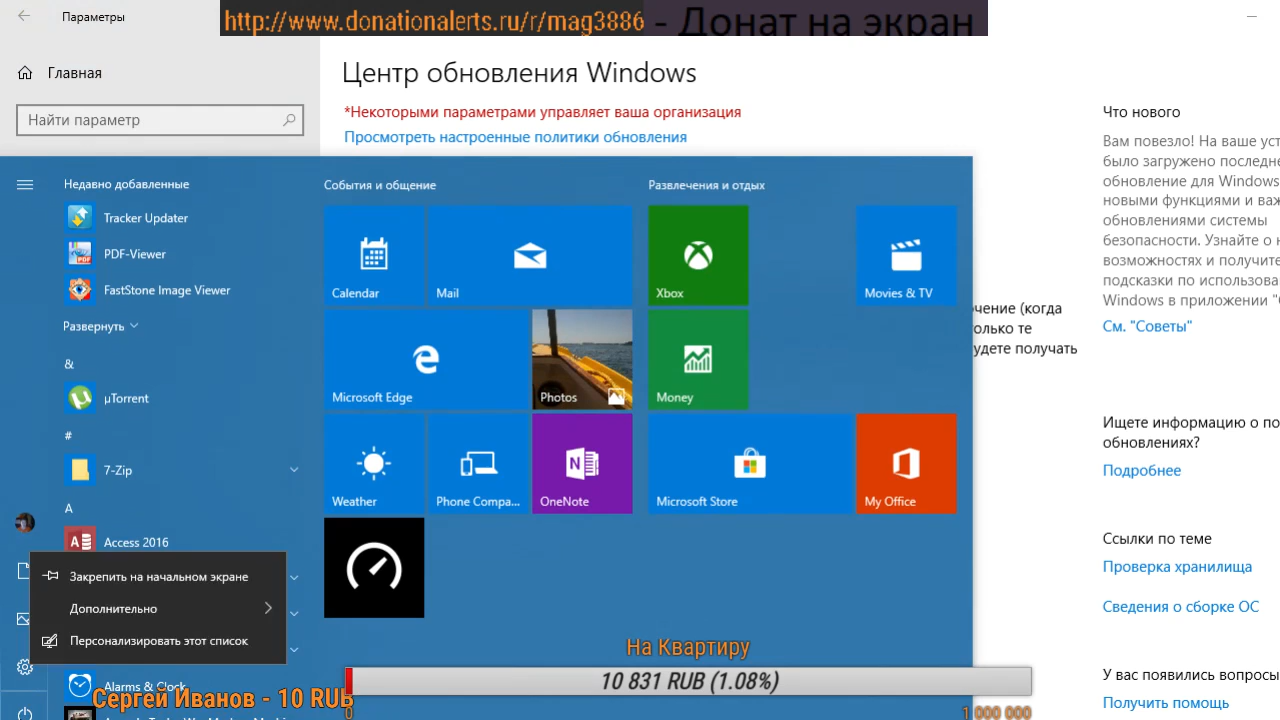 Параметры
http://www.donationalerts.ru/r/mag3886 - Донат на экран
Главная
Найти параметр
Центр обновления Windows
*Некоторыми параметрами управляет ваша организация
Просмотреть настроенные политики обновления
Недавно добавленные
Tracker Updater
PDF-Viewer
FastStone Image Viewer
Развернуть
&
µTorrent
#
7-Zip
A
Access 2016
Закрепить на начальном экране
Дополнительно
Персонализировать этот список
Alarms & Clock
Сергей Иванов - 10 RUB
События и общение
Calendar
Mail
Microsoft Edge
Photos
Weather
Phone Compa...
OneNote
Развлечения и отдых
Xbox
Movies & TV
Money
Microsoft Store
My Office
На Квартиру
10 831 RUB (1.08%)
0
1 000 000
чение (когда
олько те
удете получать
Что нового
Вам повезло! На ваше уст
было загружено последне
обновление для Windows
новыми функциями и важ
обновлениями системы
безопасности. Узнайте о н
возможностях и получите
подсказки по использова
Windows в приложении "С
См. "Советы"
Ищете информацию о по
обновлениях?
Подробнее
Ссылки по теме
Проверка хранилища
Сведения о сборке ОС
У вас появились вопросы
Получить помощь